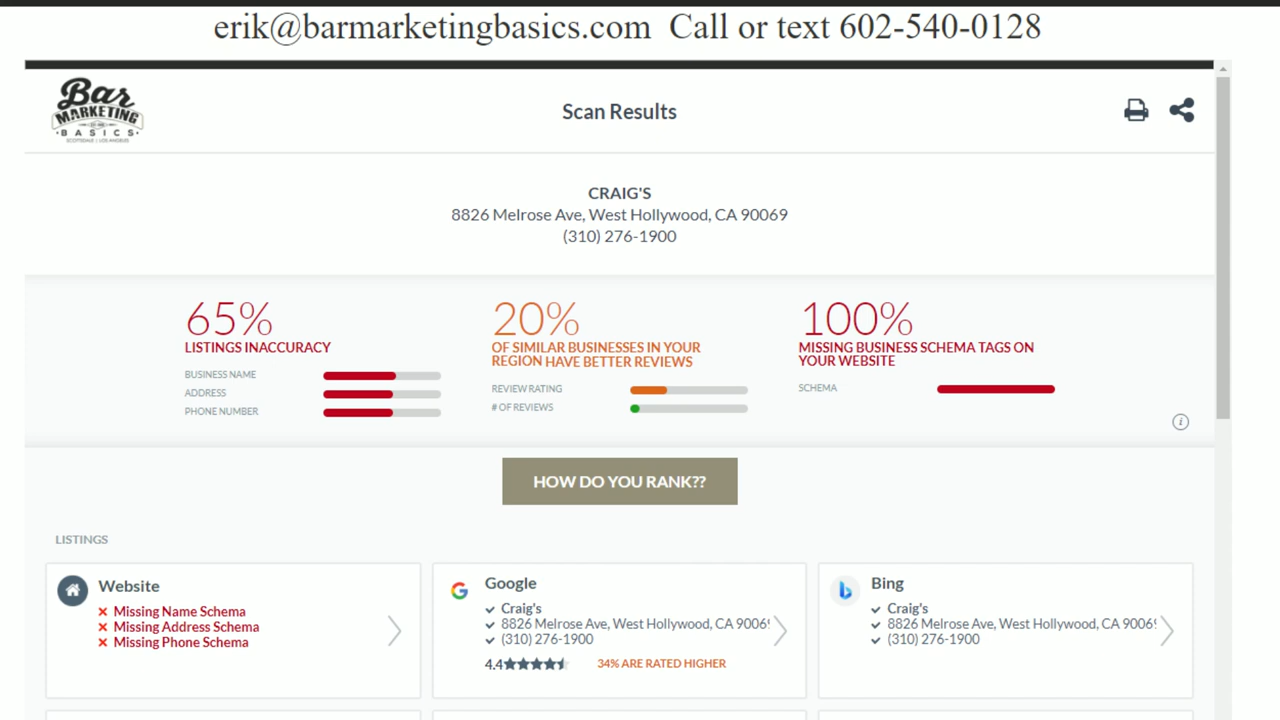 erik@barmarketingbasics.com Call or text 602-540-0128
Bar
MARKETING
BASICS
SCOTTSDALE | LOS ANGELES
Scan Results
CRAIG'S
8826 Melrose Ave, West Hollywood, CA 90069
(310) 276-1900
65%
LISTINGS INACCURACY
BUSINESS NAME
ADDRESS
PHONE NUMBER
20%
OF SIMILAR BUSINESSES IN YOUR
REGION HAVE BETTER REVIEWS
REVIEW RATING
# OF REVIEWS
100%
MISSING BUSINESS SCHEMA TAGS ON
YOUR WEBSITE
SCHEMA
HOW DO YOU RANK??
LISTINGS
Website
Missing Name Schema
Missing Address Schema
Missing Phone Schema
Google
Craig's
8826 Melrose Ave, West Hollywood, CA 9006
(310) 276-1900
4.4 34% ARE RATED HIGHER
Bing
Craig's
8826 Melrose Ave, West Hollywood, CA 9006
(310) 276-1900